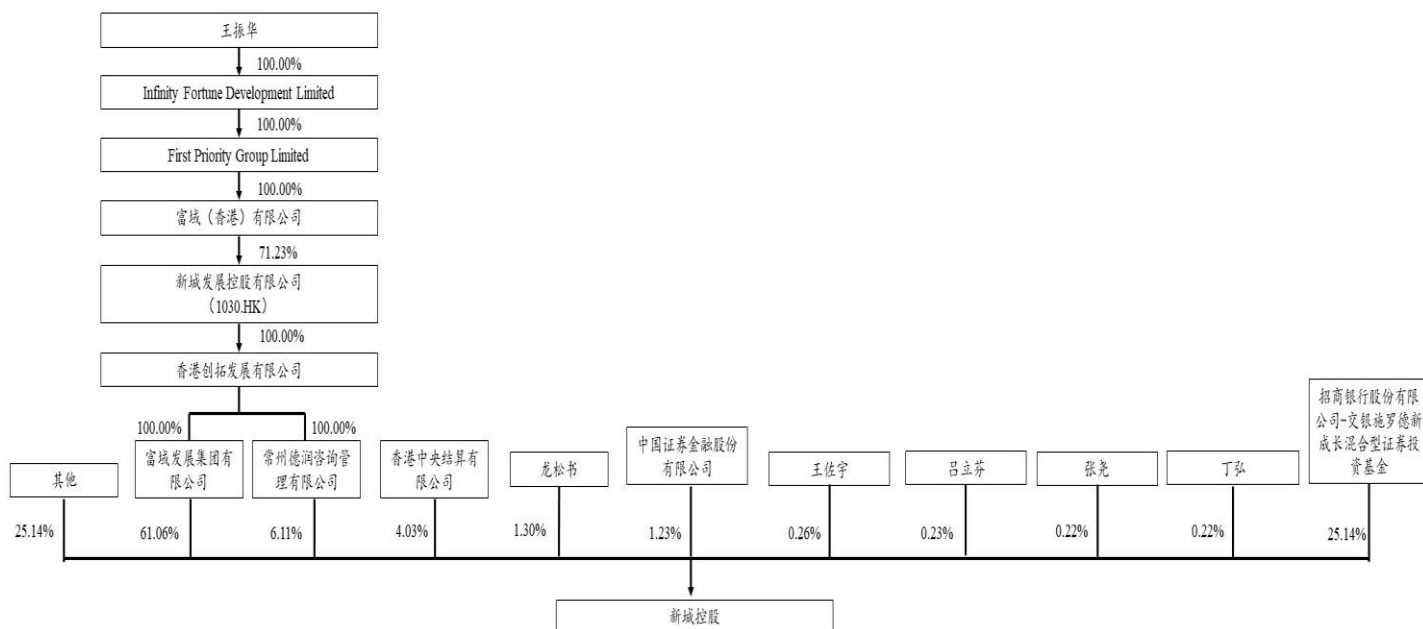 王振华
100.00%
Infinity Fortune Development Limited
100.00%
First Priority Group Limited
100.00%
富域（香港）有限公司
71.23%
新城发展控股有限公司
（1030.HK）
100.00%
香港创拓发展有限公司
100.00%
100.00%
其他
富域发展集团有
限公司
常州德润咨询管
理有限公司
香港中央结算有
限公司
龙松书
中国证券金融股份
有限公司
王佐宇
吕立芬
张尧
丁弘
招商银行股份有限
公司-交银施罗德新
成长混合型证券投
资基金
25.14%
61.06%
6.11%
4.03%
1.30%
1.23%
0.26%
0.23%
0.22%
0.22%
25.14%
新城控股